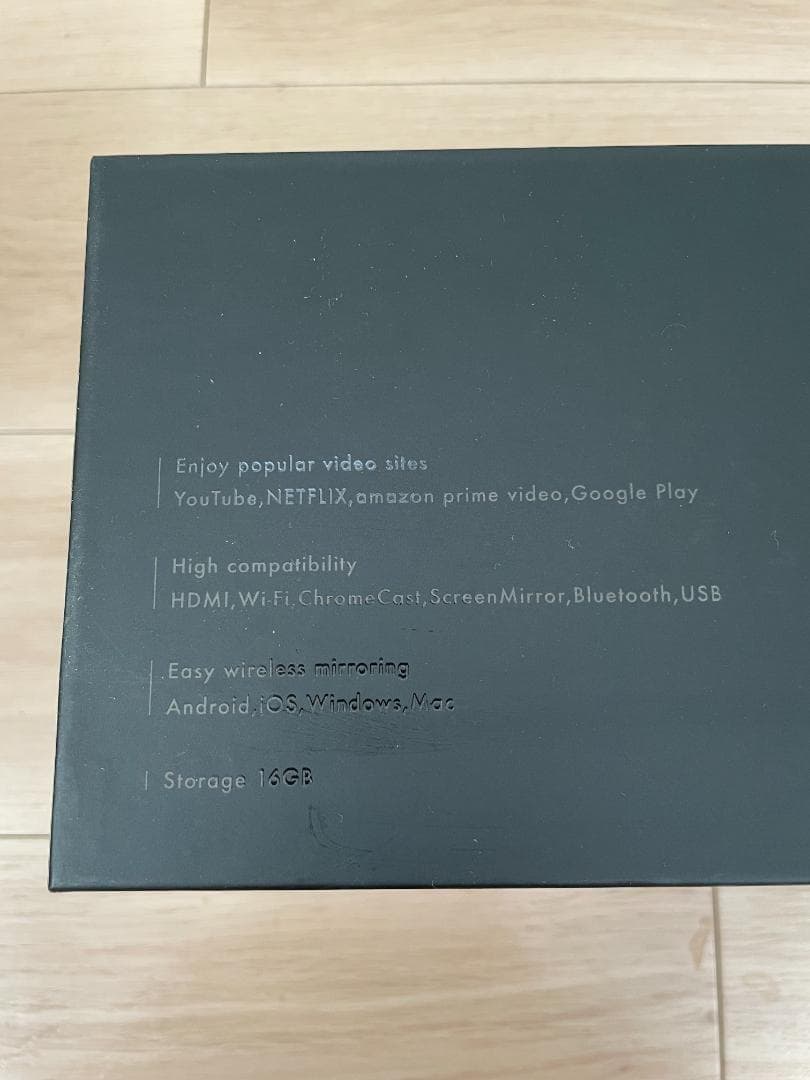 Enjoy popular video sites
YouTube,NETFLIX,amazon prime video,Google Play
High compatibility
HDMI,Wi-Fi,ChromeCast,ScreenMirror,Bluetooth,USB
Easy wireless mirroring
Android,iOS,Windows,Mac
Storage 16GB